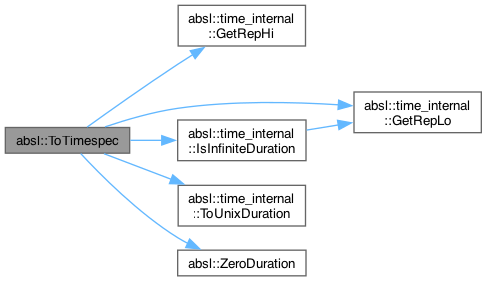 absl::time_internal
::GetRepHi
absl::time_internal
::GetRepLo
absl::ToTimespec
absl::time_internal
::IsInfiniteDuration
absl::time_internal
::ToUnixDuration
absl::ZeroDuration